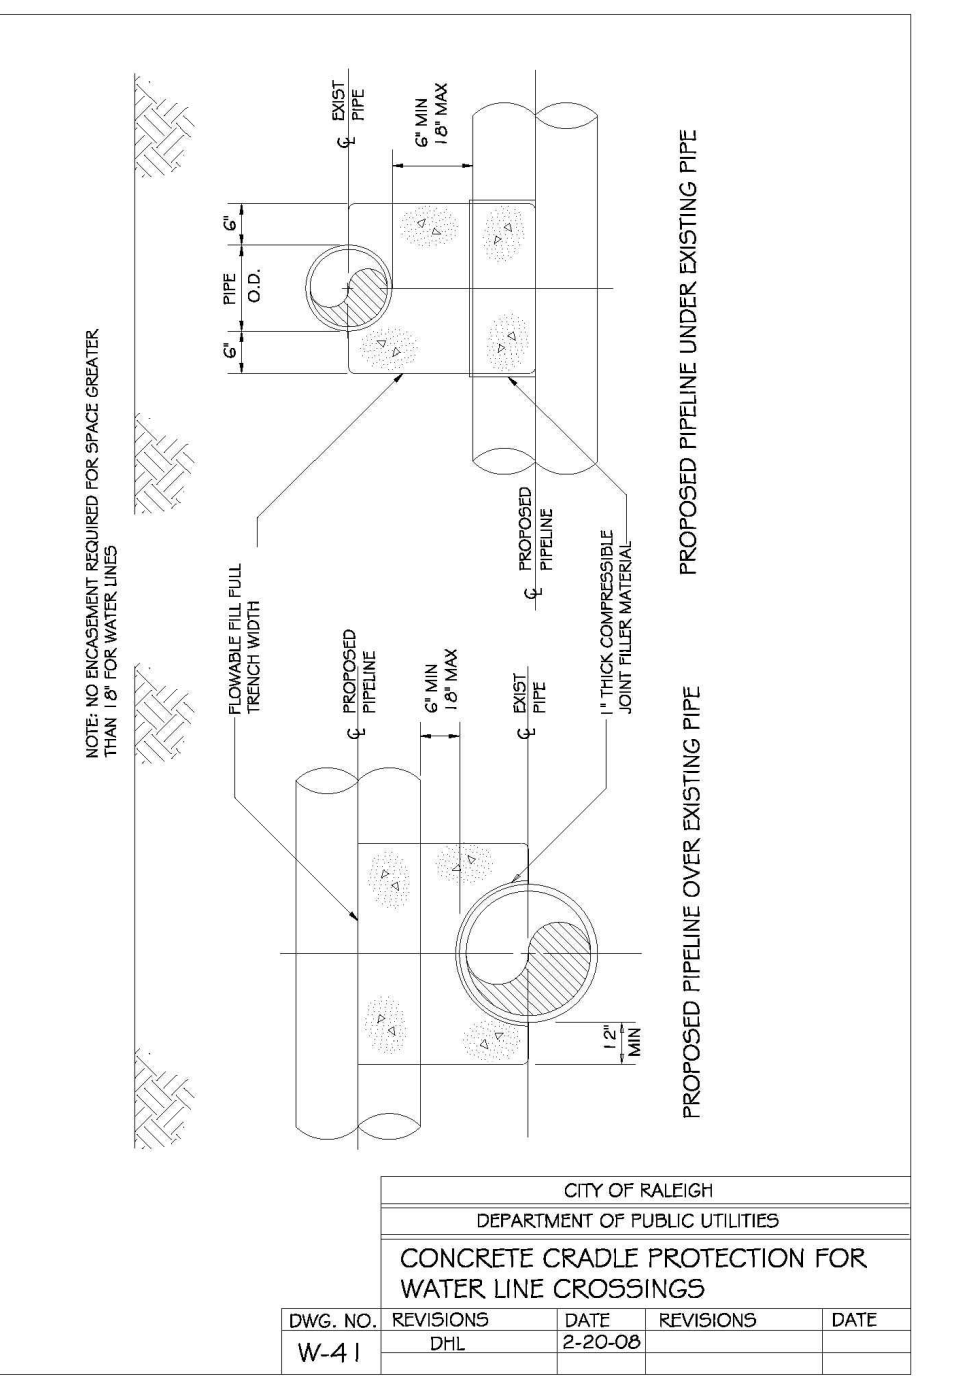 NOTE: NO ENCASEMENT REQUIRED FOR SPACE GREATER
THAN 18" FOR WATER LINES
FLOWABLE FILL FULL
TRENCH WIDTH
℄ PROPOSED
PIPELINE
6" MIN
18" MAX
℄ EXIST
PIPE
1" THICK COMPRESSIBLE
JOINT FILLER MATERIAL
12"
MIN
PROPOSED PIPELINE OVER EXISTING PIPE
6"
PIPE
O.D.
6"
℄ EXIST
PIPE
6" MIN
18" MAX
℄ PROPOSED
PIPELINE
PROPOSED PIPELINE UNDER EXISTING PIPE
CITY OF RALEIGH
DEPARTMENT OF PUBLIC UTILITIES
CONCRETE CRADLE PROTECTION FOR
WATER LINE CROSSINGS
DWG. NO. REVISIONS DATE REVISIONS DATE
W-41 DHL 2-20-08